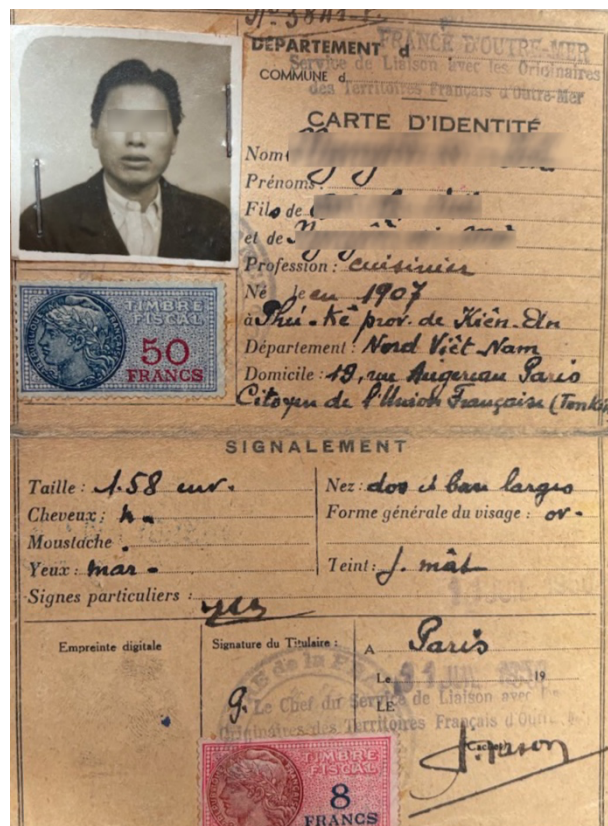 DÉPARTEMENT d
FRANCE D'OUTRE-MER
Service de Liaison avec les Originaires
COMMUNE d
des Territoires Français d'Outre-Mer
CARTE D'IDENTITÉ
Nom
Prénoms:
Fils de
et de
Profession: cuisinier
Né le en 1907
à Phú-Kê prov. de Kiên-An
Département: Nord Viêt-Nam
Domicile: 19, rue Augereau Paris
Citoyen de l'Union Française (Tonkin
TIMBRE
FISCAL
50
FRANCS
SIGNALEMENT
Taille: 1.58 env.
Cheveux: n.
Moustache
Yeux: mar.
Signes particuliers:
Nez: dos et base larges
Forme générale du visage: ov.
Teint: j. mât
Empreinte digitale
Signature du Titulaire:
A Paris
Le 19
LE
Le Chef du Service de Liaison avec les
Originaires des Territoires Français d'Outre
TIMBRE
FISCAL
8
FRANCS